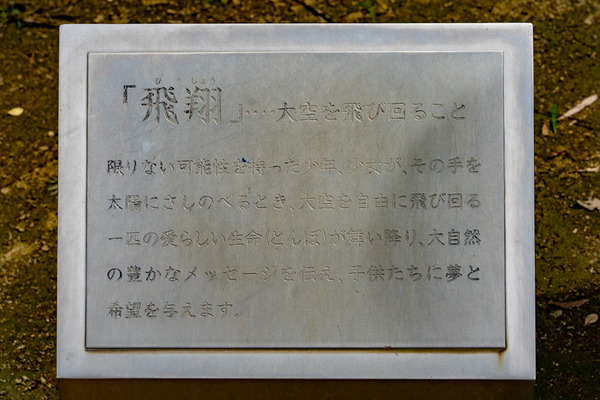 「飛翔」‥‥大空を飛び回ること
ひ しょう
限りない可能性を持った少年、少女が、その手を
太陽にさしのべるとき、大空を自由に飛び回る
一匹の愛らしい生命(とんぼ)が舞い降り、大自然
の豊かなメッセージを伝え、子供たちに夢と
希望を与えます。